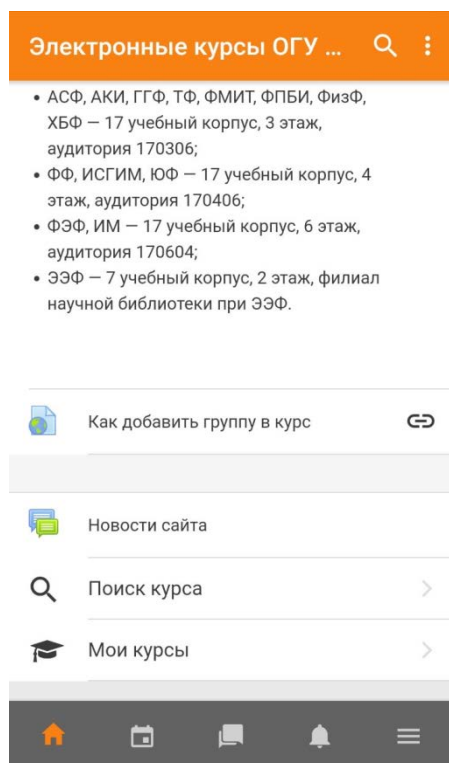 Электронные курсы ОГУ ...
• АСФ, АКИ, ГГФ, ТФ, ФМИТ, ФПБИ, ФизФ,
ХБФ — 17 учебный корпус, 3 этаж,
аудитория 170306;
• ФФ, ИСГИМ, ЮФ — 17 учебный корпус, 4
этаж, аудитория 170406;
• ФЭФ, ИМ — 17 учебный корпус, 6 этаж,
аудитория 170604;
• ЭЭФ — 7 учебный корпус, 2 этаж, филиал
научной библиотеки при ЭЭФ.
Как добавить группу в курс
Новости сайта
Поиск курса
Мои курсы